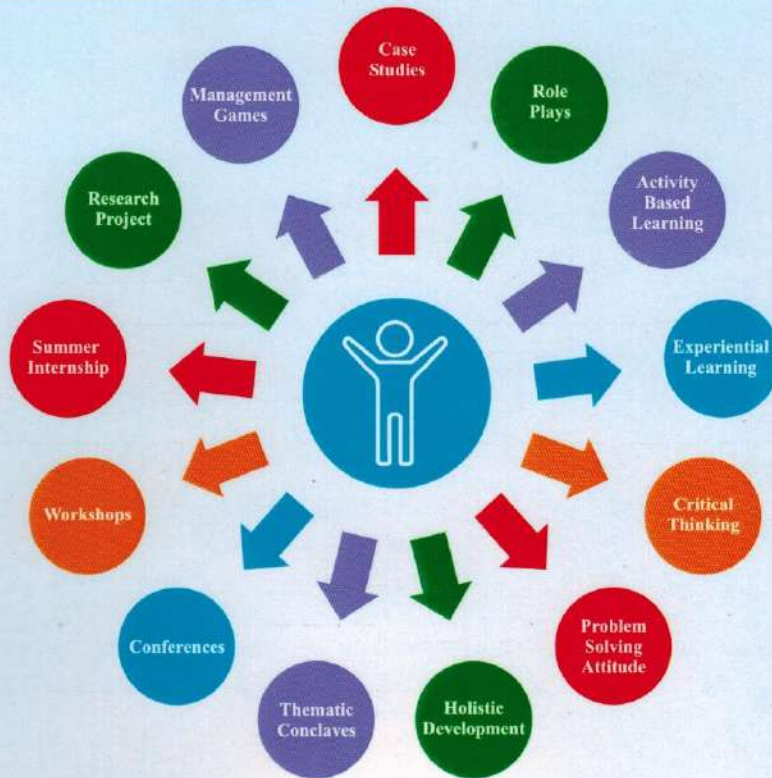 Case
Studies
Role
Plays
Activity
Based
Learning
Experiential
Learning
Critical
Thinking
Problem
Solving
Attitude
Holistic
Development
Thematic
Conclaves
Conferences
Workshops
Summer
Internship
Research
Project
Management
Games